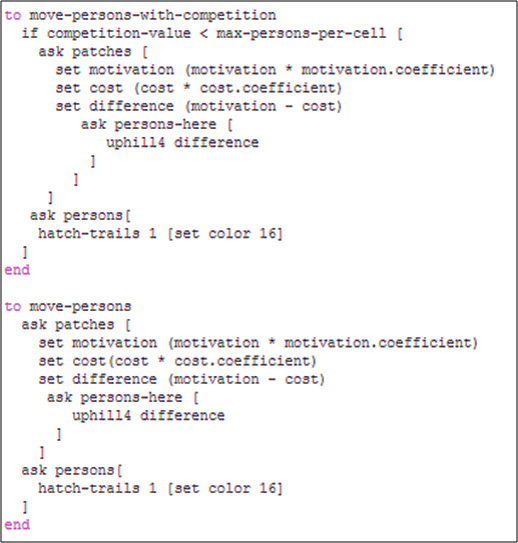 to move-persons-with-competition
  if competition-value < max-persons-per-cell [
    ask patches [
      set motivation (motivation * motivation.coefficient)
      set cost (cost * cost.coefficient)
      set difference (motivation - cost)
         ask persons-here [
            uphill4 difference
          ]
        ]
     ]
   ask persons[
    hatch-trails 1 [set color 16]
  ]
end

to move-persons
  ask patches [
    set motivation (motivation * motivation.coefficient)
    set cost(cost * cost.coefficient)
    set difference (motivation - cost)
     ask persons-here [
        uphill4 difference
      ]
    ]
  ask persons[
    hatch-trails 1 [set color 16]
  ]
end